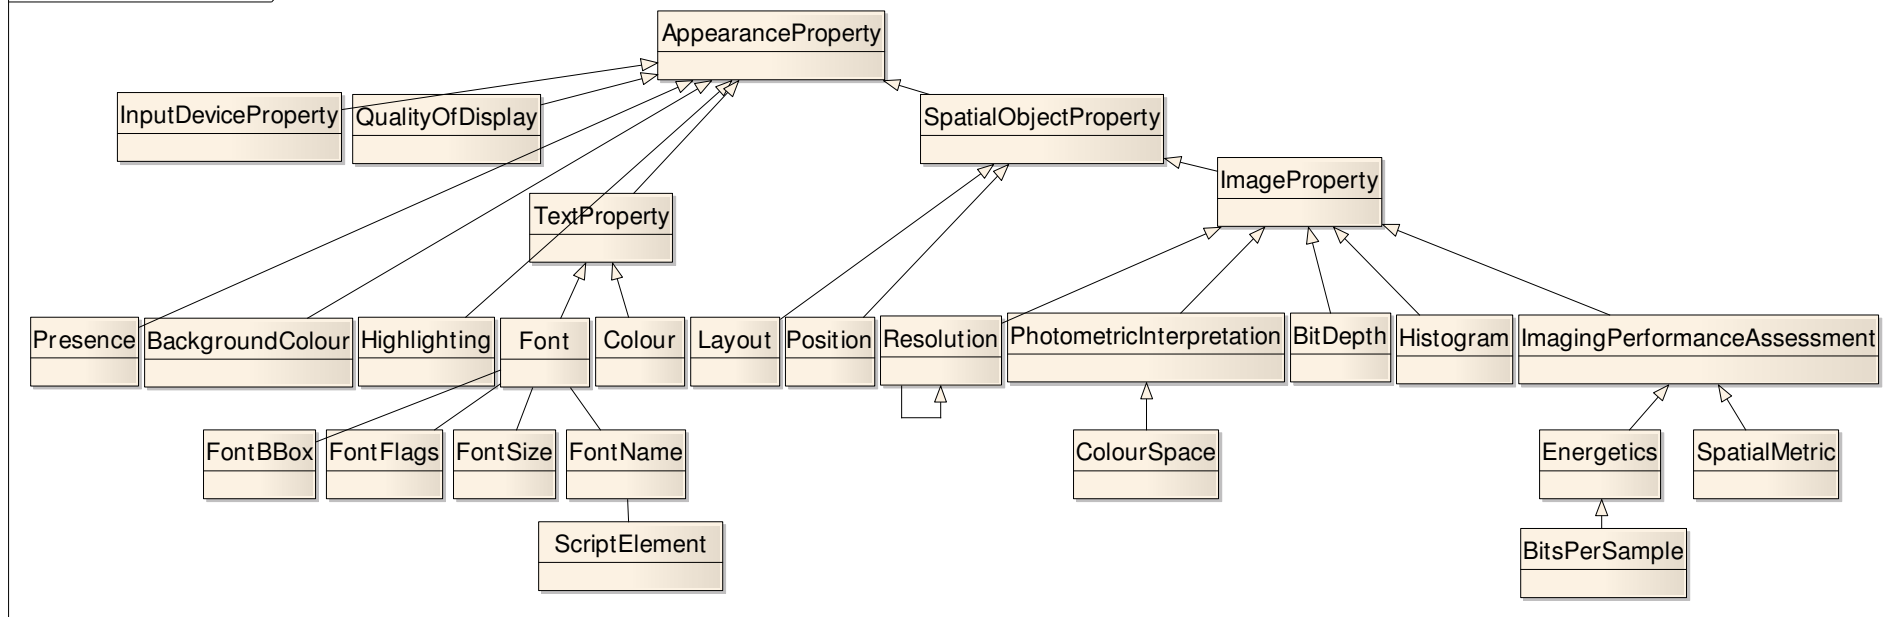 AppearanceProperty
InputDeviceProperty
QualityOfDisplay
SpatialObjectProperty
ImageProperty
TextProperty
Presence
BackgroundColour
Highlighting
Font
Colour
Layout
Position
Resolution
PhotometricInterpretation
BitDepth
Histogram
ImagingPerformanceAssessment
FontBBox
FontFlags
FontSize
FontName
ColourSpace
Energetics
SpatialMetric
ScriptElement
BitsPerSample